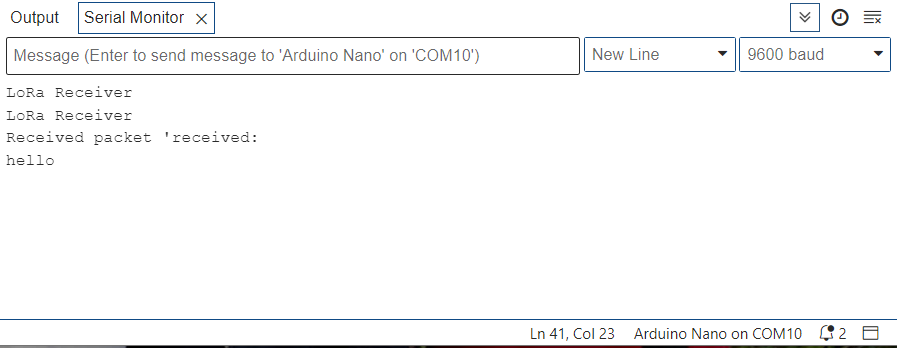 Output Serial Monitor
Message (Enter to send message to 'Arduino Nano' on 'COM10') New Line 9600 baud
LoRa Receiver
LoRa Receiver
Received packet 'received:
hello
Ln 41, Col 23 Arduino Nano on COM10 2